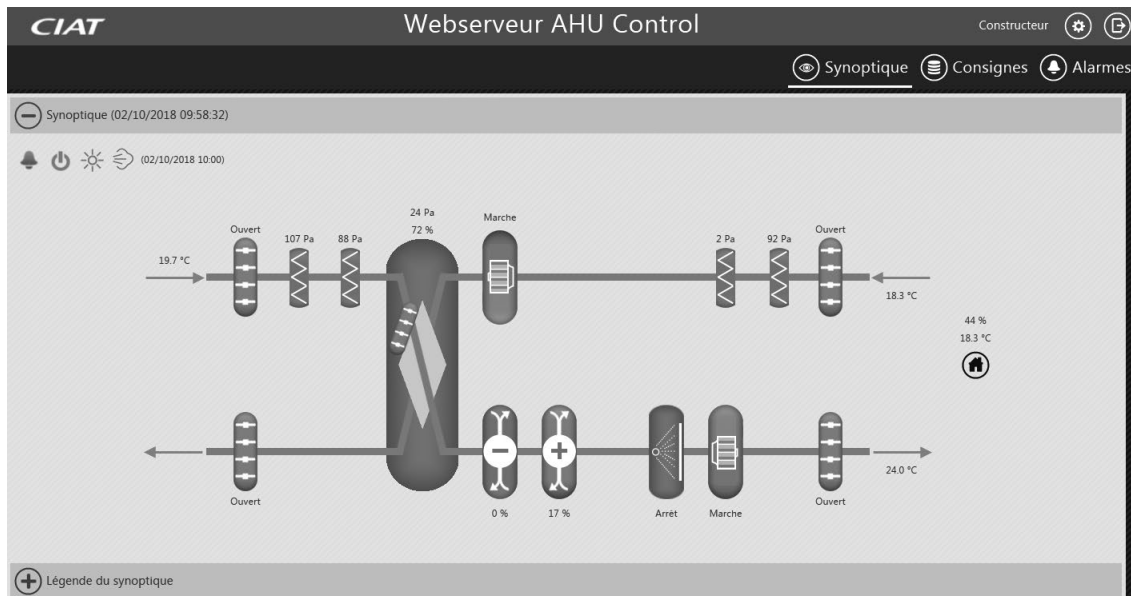 CIAT
Webserveur AHU Control
Constructeur
Synoptique
Consignes
Alarmes
Synoptique (02/10/2018 09:58:32)
(02/10/2018 10:00)
24 Pa
72 %
Marche
Ouvert
107 Pa
88 Pa
2 Pa
92 Pa
Ouvert
19.7 °C
18.3 °C
44 %
18.3 °C
24.0 °C
Ouvert
0 %
17 %
Arrêt
Marche
Ouvert
Légende du synoptique